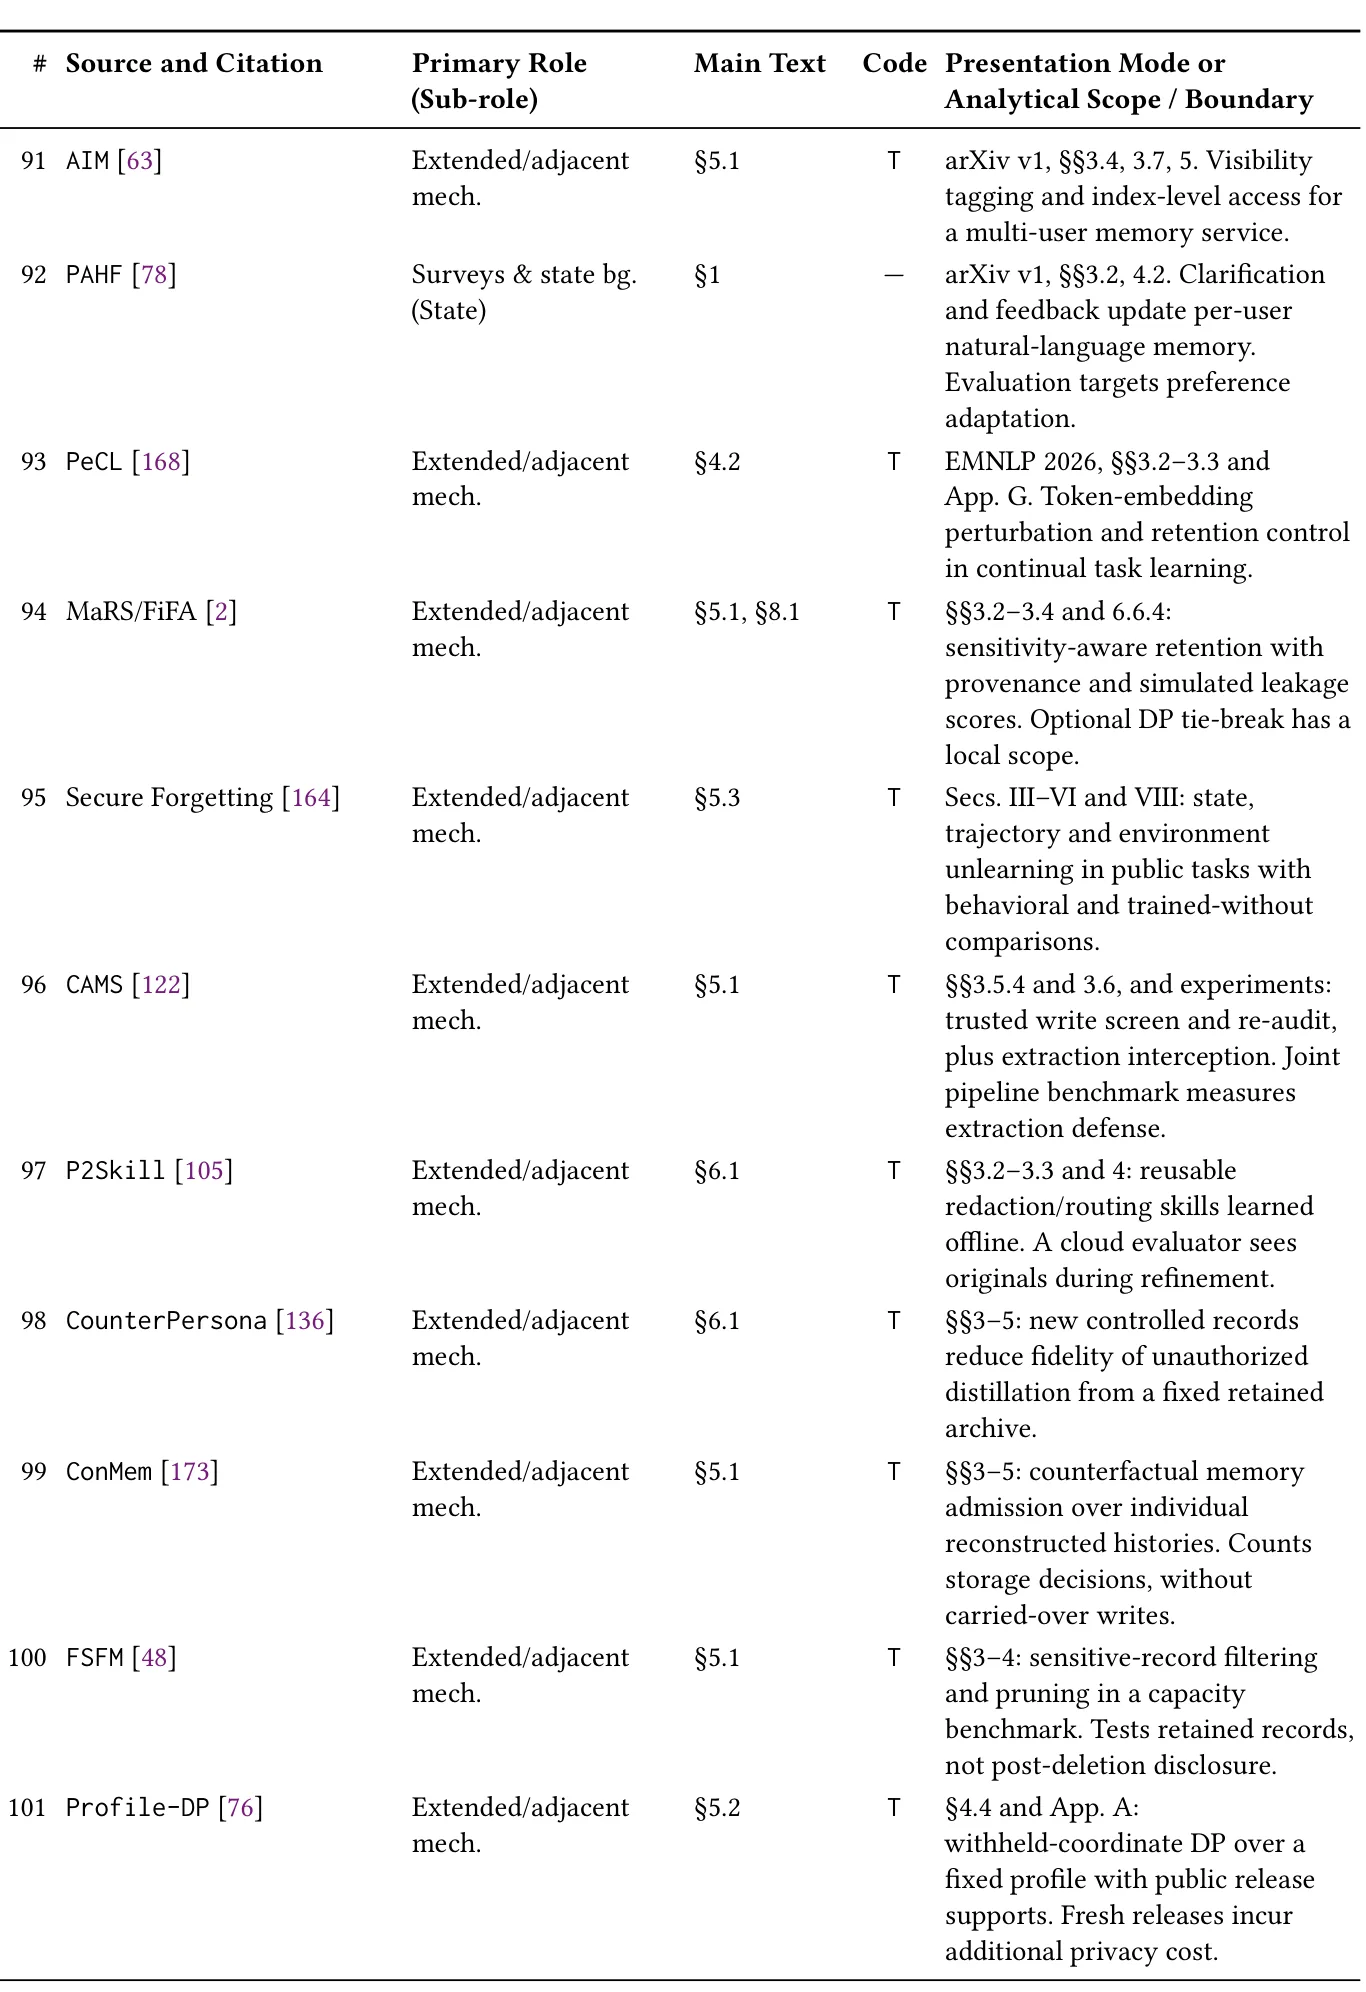 # Source and Citation Primary Role Main Text Code Presentation Mode or
(Sub-role) Analytical Scope / Boundary
91 AIM [63] Extended/adjacent §5.1 T arXiv v1, §§3.4, 3.7, 5. Visibility
mech. tagging and index-level access for
a multi-user memory service.
92 PAHF [78] Surveys & state bg. §1 — arXiv v1, §§3.2, 4.2. Clarification
(State) and feedback update per-user
natural-language memory.
Evaluation targets preference
adaptation.
93 PeCL [168] Extended/adjacent §4.2 T EMNLP 2026, §§3.2–3.3 and
mech. App. G. Token-embedding
perturbation and retention control
in continual task learning.
94 MaRS/FiFA [2] Extended/adjacent §5.1, §8.1 T §§3.2–3.4 and 6.6.4:
mech. sensitivity-aware retention with
provenance and simulated leakage
scores. Optional DP tie-break has a
local scope.
95 Secure Forgetting [164] Extended/adjacent §5.3 T Secs. III–VI and VIII: state,
mech. trajectory and environment
unlearning in public tasks with
behavioral and trained-without
comparisons.
96 CAMS [122] Extended/adjacent §5.1 T §§3.5.4 and 3.6, and experiments:
mech. trusted write screen and re-audit,
plus extraction interception. Joint
pipeline benchmark measures
extraction defense.
97 P2Skill [105] Extended/adjacent §6.1 T §§3.2–3.3 and 4: reusable
mech. redaction/routing skills learned
offline. A cloud evaluator sees
originals during refinement.
98 CounterPersona [136] Extended/adjacent §6.1 T §§3–5: new controlled records
mech. reduce fidelity of unauthorized
distillation from a fixed retained
archive.
99 ConMem [173] Extended/adjacent §5.1 T §§3–5: counterfactual memory
mech. admission over individual
reconstructed histories. Counts
storage decisions, without
carried-over writes.
100 FSFM [48] Extended/adjacent §5.1 T §§3–4: sensitive-record filtering
mech. and pruning in a capacity
benchmark. Tests retained records,
not post-deletion disclosure.
101 Profile-DP [76] Extended/adjacent §5.2 T §4.4 and App. A:
mech. withheld-coordinate DP over a
fixed profile with public release
supports. Fresh releases incur
additional privacy cost.